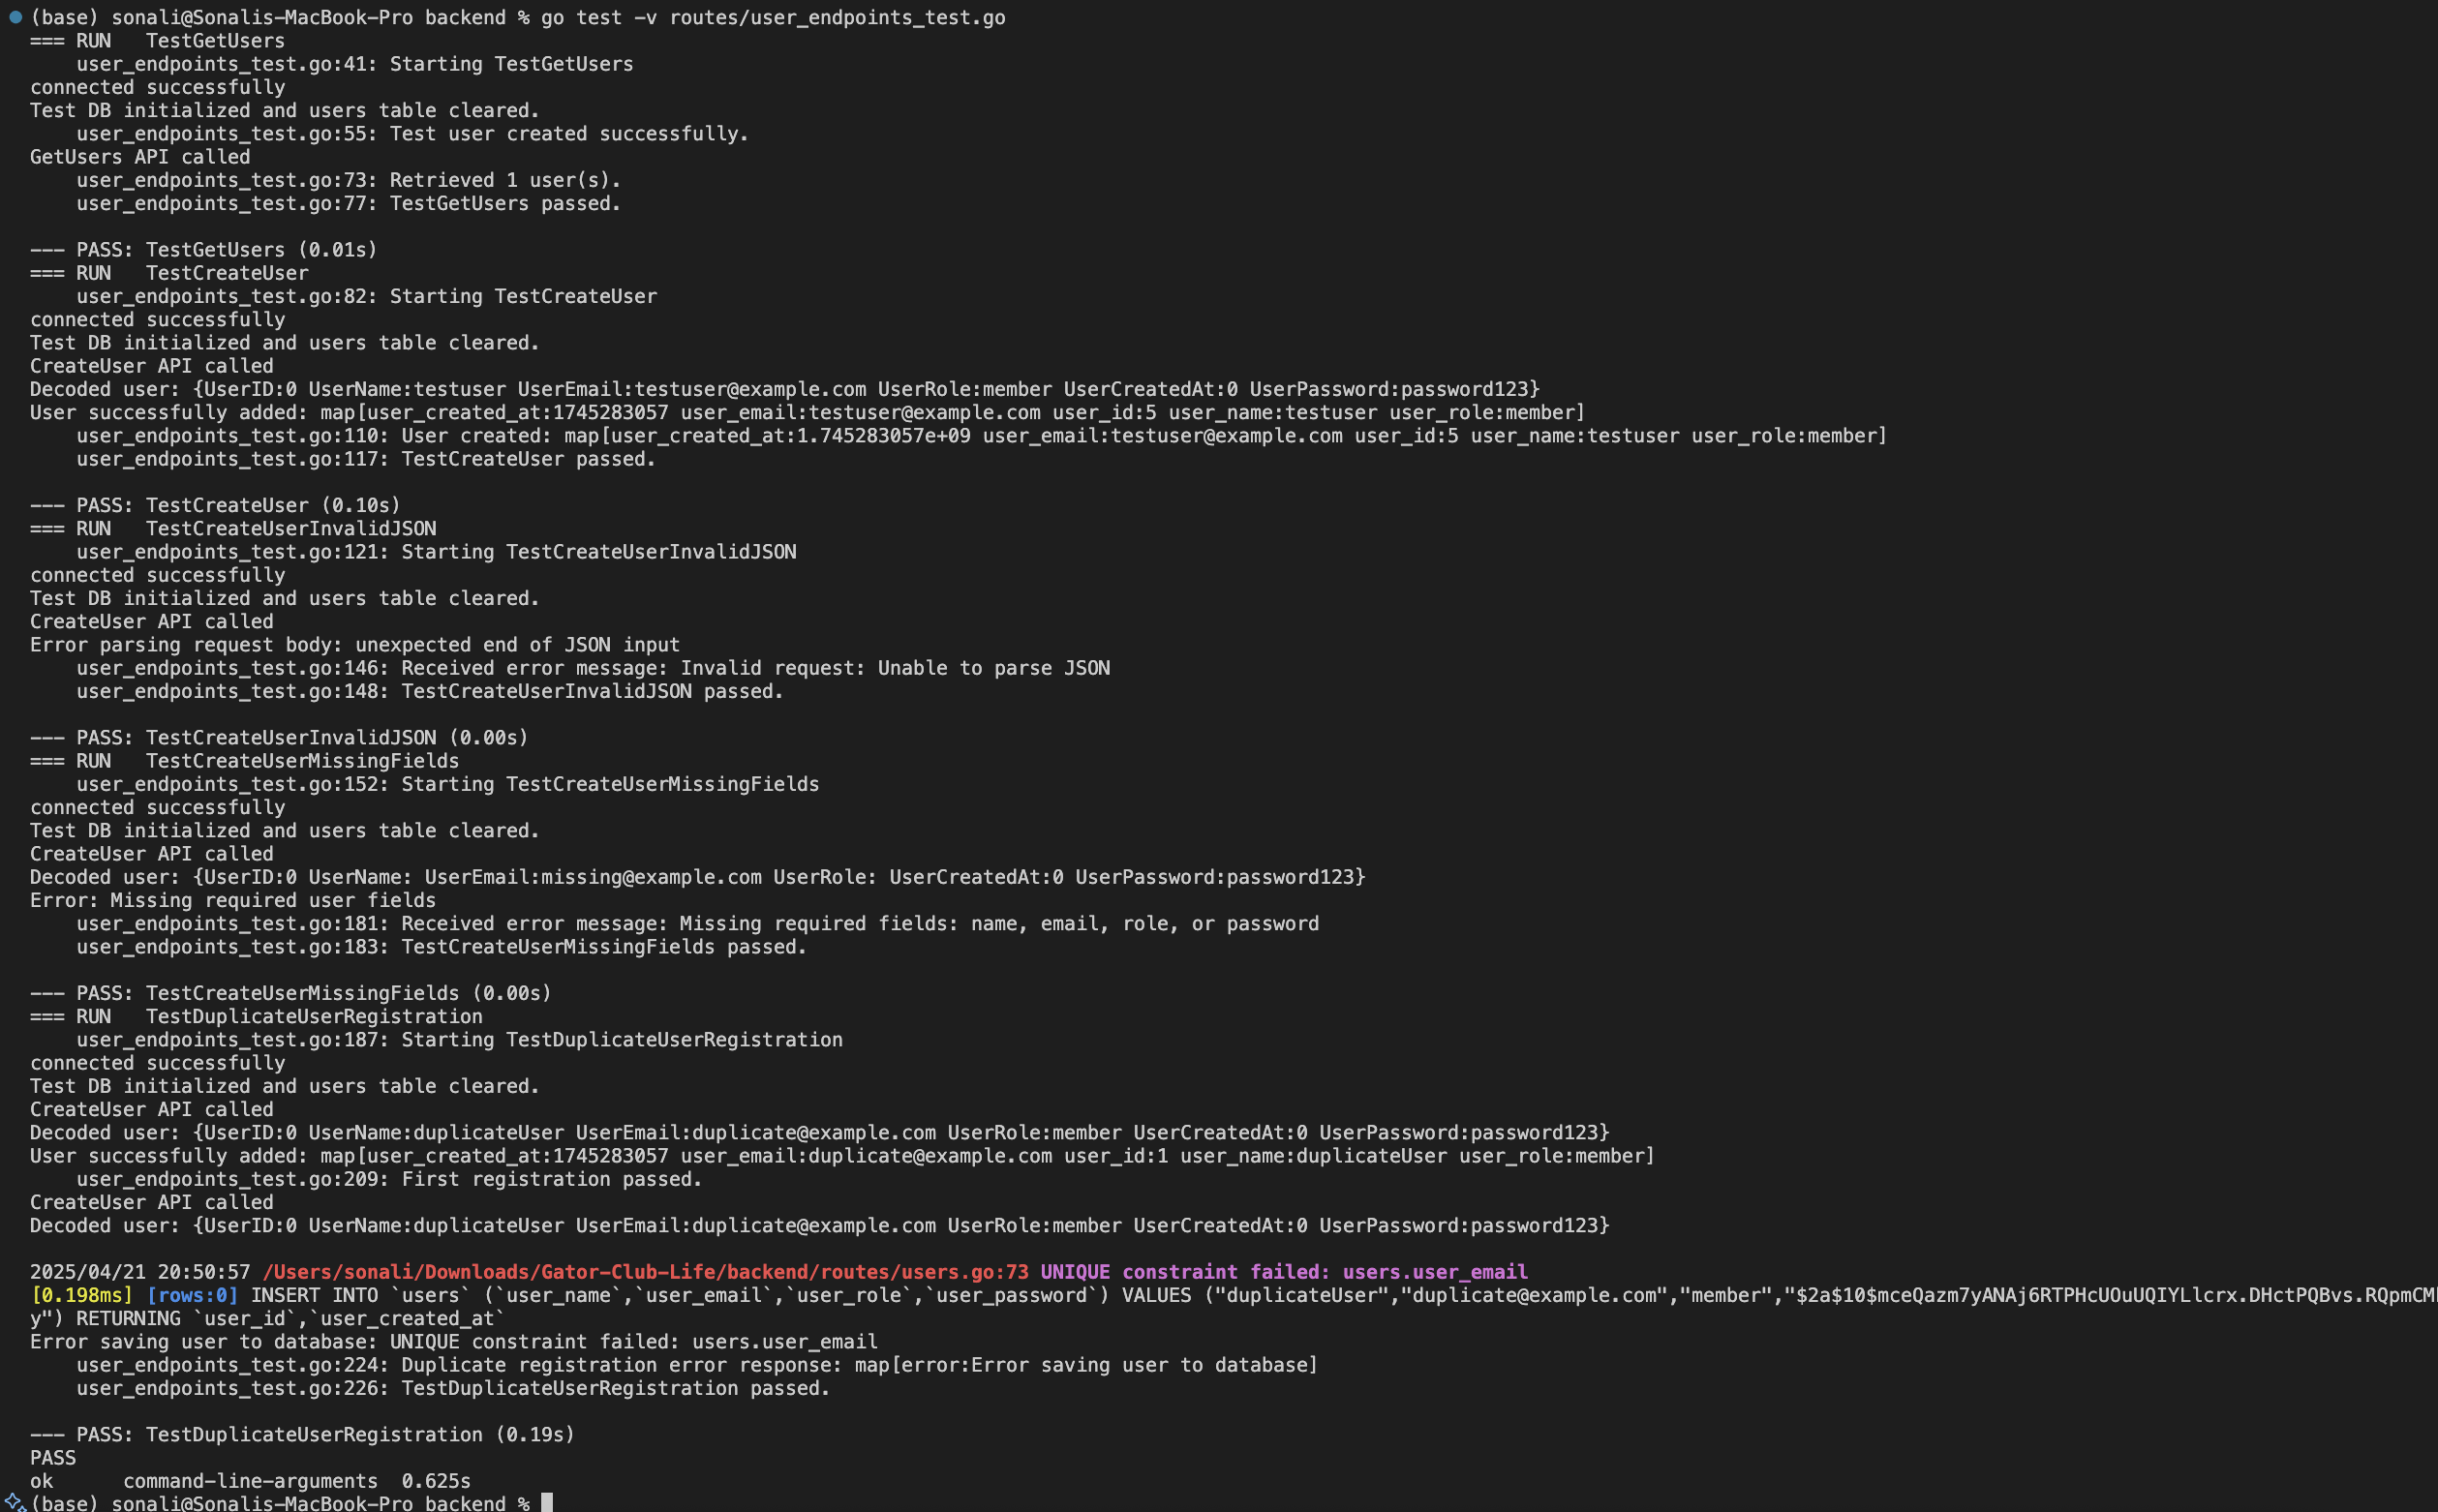 (base) sonali@Sonalis-MacBook-Pro backend % go test -v routes/user_endpoints_test.go
=== RUN   TestGetUsers
    user_endpoints_test.go:41: Starting TestGetUsers
connected successfully
Test DB initialized and users table cleared.
    user_endpoints_test.go:55: Test user created successfully.
GetUsers API called
    user_endpoints_test.go:73: Retrieved 1 user(s).
    user_endpoints_test.go:77: TestGetUsers passed.
--- PASS: TestGetUsers (0.01s)
=== RUN   TestCreateUser
    user_endpoints_test.go:82: Starting TestCreateUser
connected successfully
Test DB initialized and users table cleared.
CreateUser API called
Decoded user: {UserID:0 UserName:testuser UserEmail:testuser@example.com UserRole:member UserCreatedAt:0 UserPassword:password123}
User successfully added: map[user_created_at:1745283057 user_email:testuser@example.com user_id:5 user_name:testuser user_role:member]
    user_endpoints_test.go:110: User created: map[user_created_at:1.745283057e+09 user_email:testuser@example.com user_id:5 user_name:testuser user_role:member]
    user_endpoints_test.go:117: TestCreateUser passed.
--- PASS: TestCreateUser (0.10s)
=== RUN   TestCreateUserInvalidJSON
    user_endpoints_test.go:121: Starting TestCreateUserInvalidJSON
connected successfully
Test DB initialized and users table cleared.
CreateUser API called
Error parsing request body: unexpected end of JSON input
    user_endpoints_test.go:146: Received error message: Invalid request: Unable to parse JSON
    user_endpoints_test.go:148: TestCreateUserInvalidJSON passed.
--- PASS: TestCreateUserInvalidJSON (0.00s)
=== RUN   TestCreateUserMissingFields
    user_endpoints_test.go:152: Starting TestCreateUserMissingFields
connected successfully
Test DB initialized and users table cleared.
CreateUser API called
Decoded user: {UserID:0 UserName: UserEmail:missing@example.com UserRole: UserCreatedAt:0 UserPassword:password123}
Error: Missing required user fields
    user_endpoints_test.go:181: Received error message: Missing required fields: name, email, role, or password
    user_endpoints_test.go:183: TestCreateUserMissingFields passed.
--- PASS: TestCreateUserMissingFields (0.00s)
=== RUN   TestDuplicateUserRegistration
    user_endpoints_test.go:187: Starting TestDuplicateUserRegistration
connected successfully
Test DB initialized and users table cleared.
CreateUser API called
Decoded user: {UserID:0 UserName:duplicateUser UserEmail:duplicate@example.com UserRole:member UserCreatedAt:0 UserPassword:password123}
User successfully added: map[user_created_at:1745283057 user_email:duplicate@example.com user_id:1 user_name:duplicateUser user_role:member]
    user_endpoints_test.go:209: First registration passed.
CreateUser API called
Decoded user: {UserID:0 UserName:duplicateUser UserEmail:duplicate@example.com UserRole:member UserCreatedAt:0 UserPassword:password123}
2025/04/21 20:50:57 /Users/sonali/Downloads/Gator-Club-Life/backend/routes/users.go:73 UNIQUE constraint failed: users.user_email
[0.198ms] [rows:0] INSERT INTO `users` (`user_name`,`user_email`,`user_role`,`user_password`) VALUES ("duplicateUser","duplicate@example.com","member","$2a$10$mceQazm7yANAj6RTPHcUOuUQIYLlcrx.DHctPQBvs.RQpmCM
y") RETURNING `user_id`,`user_created_at`
Error saving user to database: UNIQUE constraint failed: users.user_email
    user_endpoints_test.go:224: Duplicate registration error response: map[error:Error saving user to database]
    user_endpoints_test.go:226: TestDuplicateUserRegistration passed.
--- PASS: TestDuplicateUserRegistration (0.19s)
PASS
ok      command-line-arguments  0.625s
(base) sonali@Sonalis-MacBook-Pro backend %